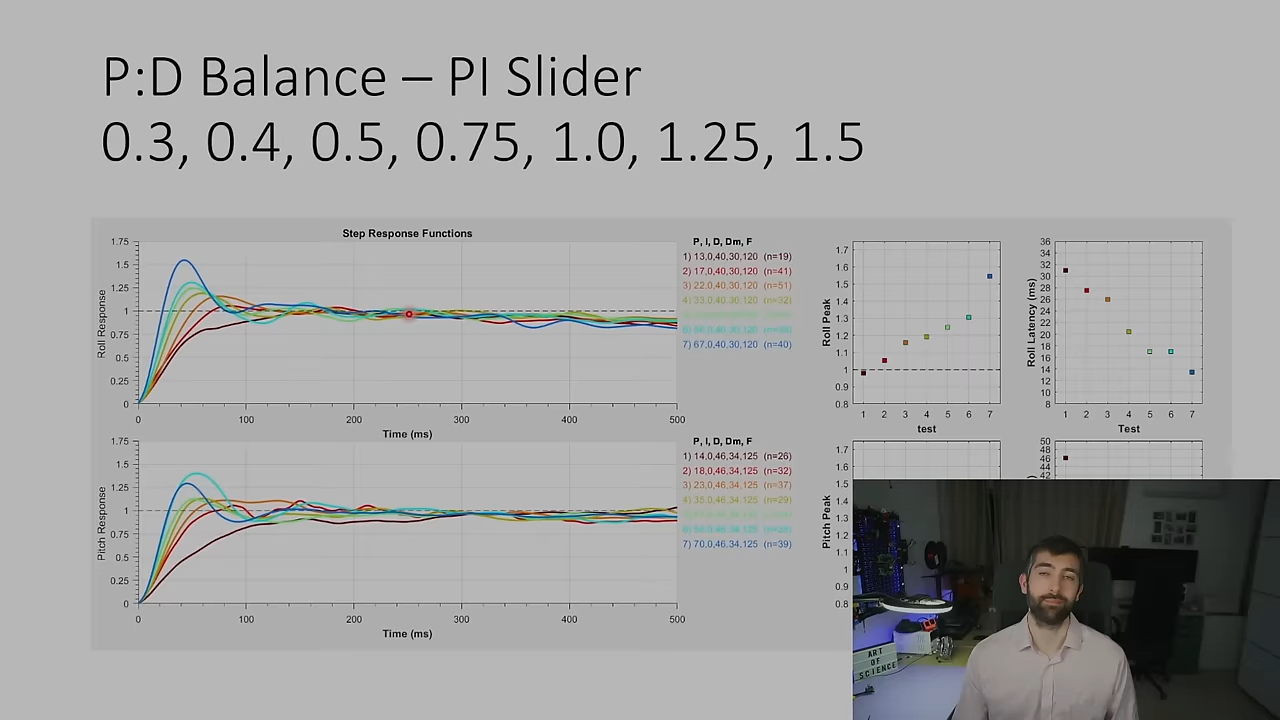 P:D Balance – PI Slider
0.3, 0.4, 0.5, 0.75, 1.0, 1.25, 1.5
Step Response Functions
Roll Response
1.75
1.5
1.25
1
0.75
0.5
0.25
0
0 100 200 300 400 500
Time (ms)
P, I, D, Dm, F
1) 13,0,40,30,120 (n=19)
2) 17,0,40,30,120 (n=41)
3) 22,0,40,30,120 (n=51)
4) 33,0,40,30,120 (n=32)
7) 67,0,40,30,120 (n=40)
Roll Peak
1.7
1.6
1.5
1.4
1.3
1.2
1.1
1
0.9
0.8
1 2 3 4 5 6 7
test
Roll Latency (ms)
36
34
32
30
28
26
24
22
20
18
16
14
12
10
8
1 2 3 4 5 6 7
Test
Pitch Response
1.75
1.5
1.25
1
0.75
0.5
0.25
0
0 100 200 300 400 500
Time (ms)
P, I, D, Dm, F
1) 14,0,46,34,125 (n=26)
2) 18,0,46,34,125 (n=32)
3) 23,0,46,34,125 (n=37)
4) 35,0,46,34,125 (n=29)
7) 70,0,46,34,125 (n=39)
Pitch Peak
1.7
1.6
1.5
1.4
1.3
1.2
1.1
1
0.9
0.8
50
48
46
44
42
ART
OF
SCIENCE